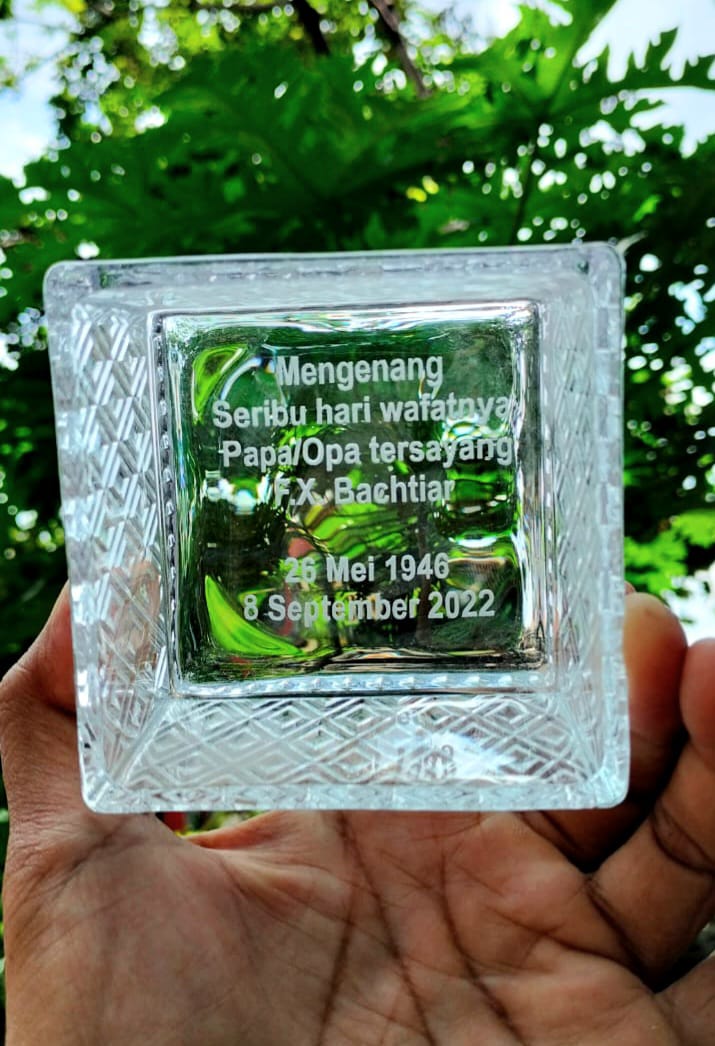 Mengenang
Seribu hari wafatnya
Papa/Opa tersayang
F.X. Bachtiar
26 Mei 1946
8 September 2022